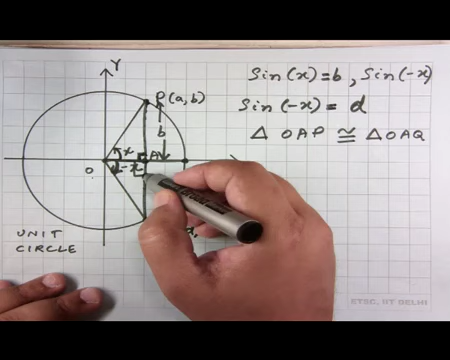 Sin(x)=b, Sin(-x)
Sin(-x) = d
△ OAP ≅ △OAQ
Y
P(a,b)
b
x
A
-x
O
UNIT
CIRCLE
ETSC, IIT DELHI